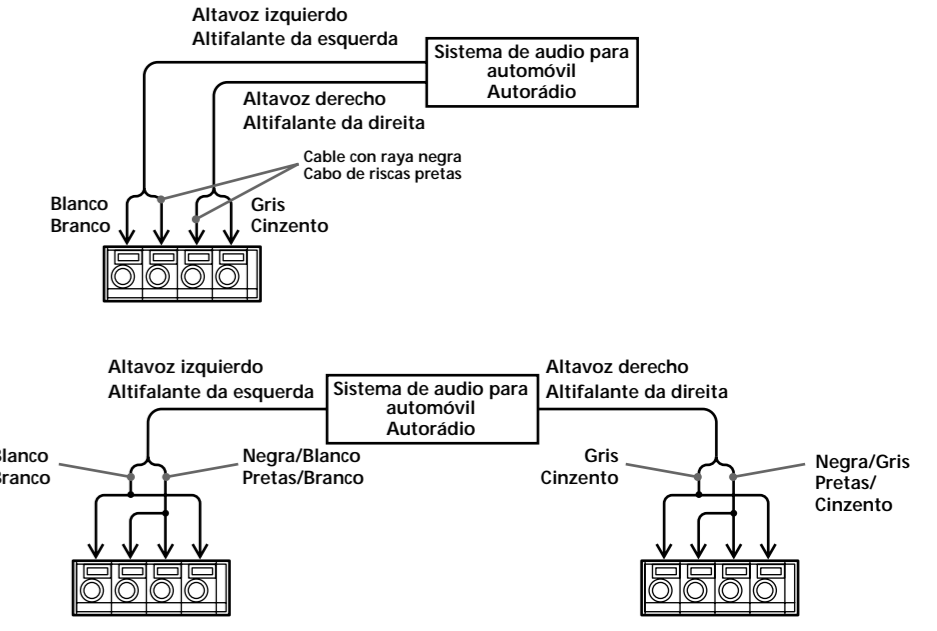 Altavoz izquierdo
Altifalante da esquerda
Sistema de audio para
automóvil
Autorádio
Altavoz derecho
Altifalante da direita
Cable con raya negra
Cabo de riscas pretas
Blanco
Branco
Gris
Cinzento
Altavoz izquierdo
Altifalante da esquerda
Sistema de audio para
automóvil
Autorádio
Altavoz derecho
Altifalante da direita
Blanco
Branco
Negra/Blanco
Pretas/Branco
Gris
Cinzento
Negra/Gris
Pretas/
Cinzento